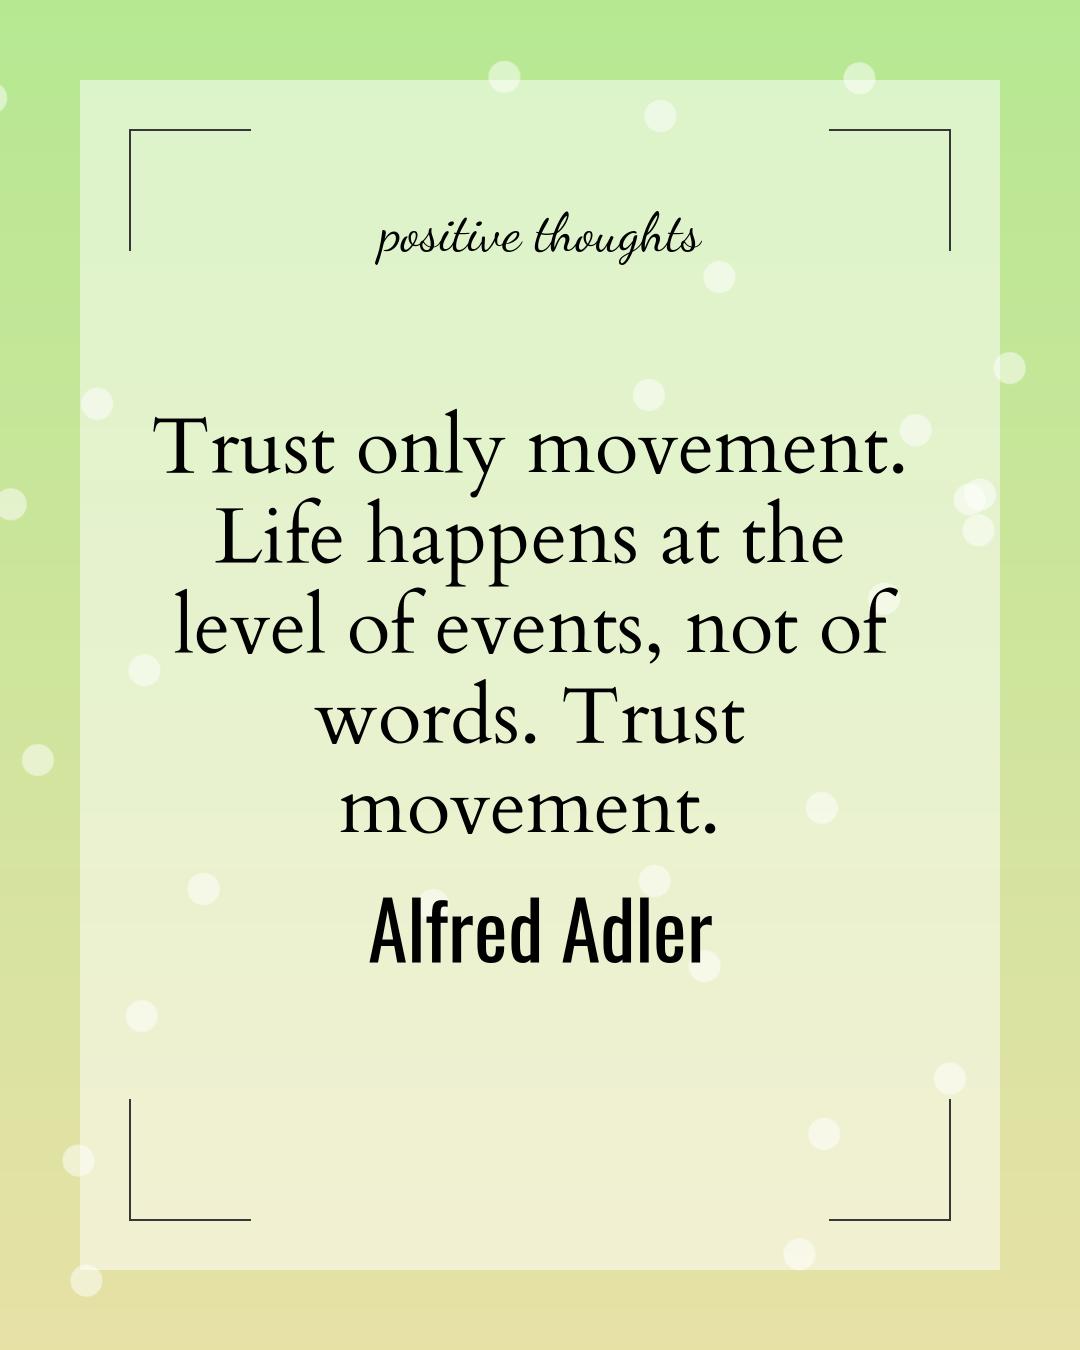 positive thoughts
Trust only movement.
Life happens at the
level of events, not of
words. Trust
movement.
Alfred Adler